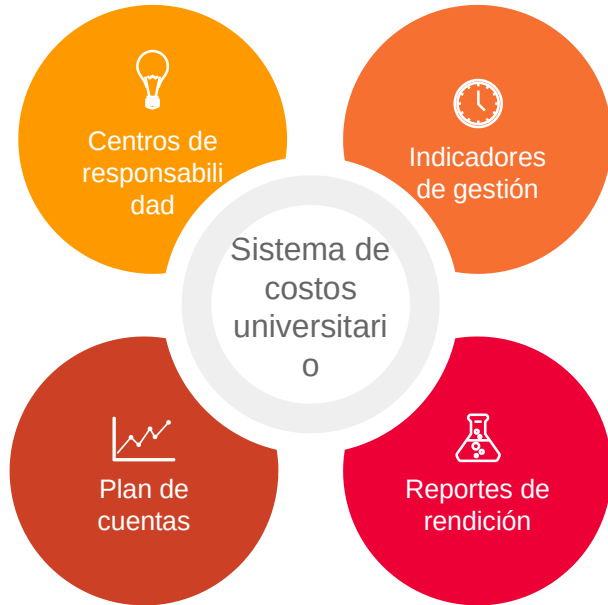 Centros de
responsabili
dad
Indicadores
de gestión
Sistema de
costos
universitari
o
Plan de
cuentas
Reportes de
rendición